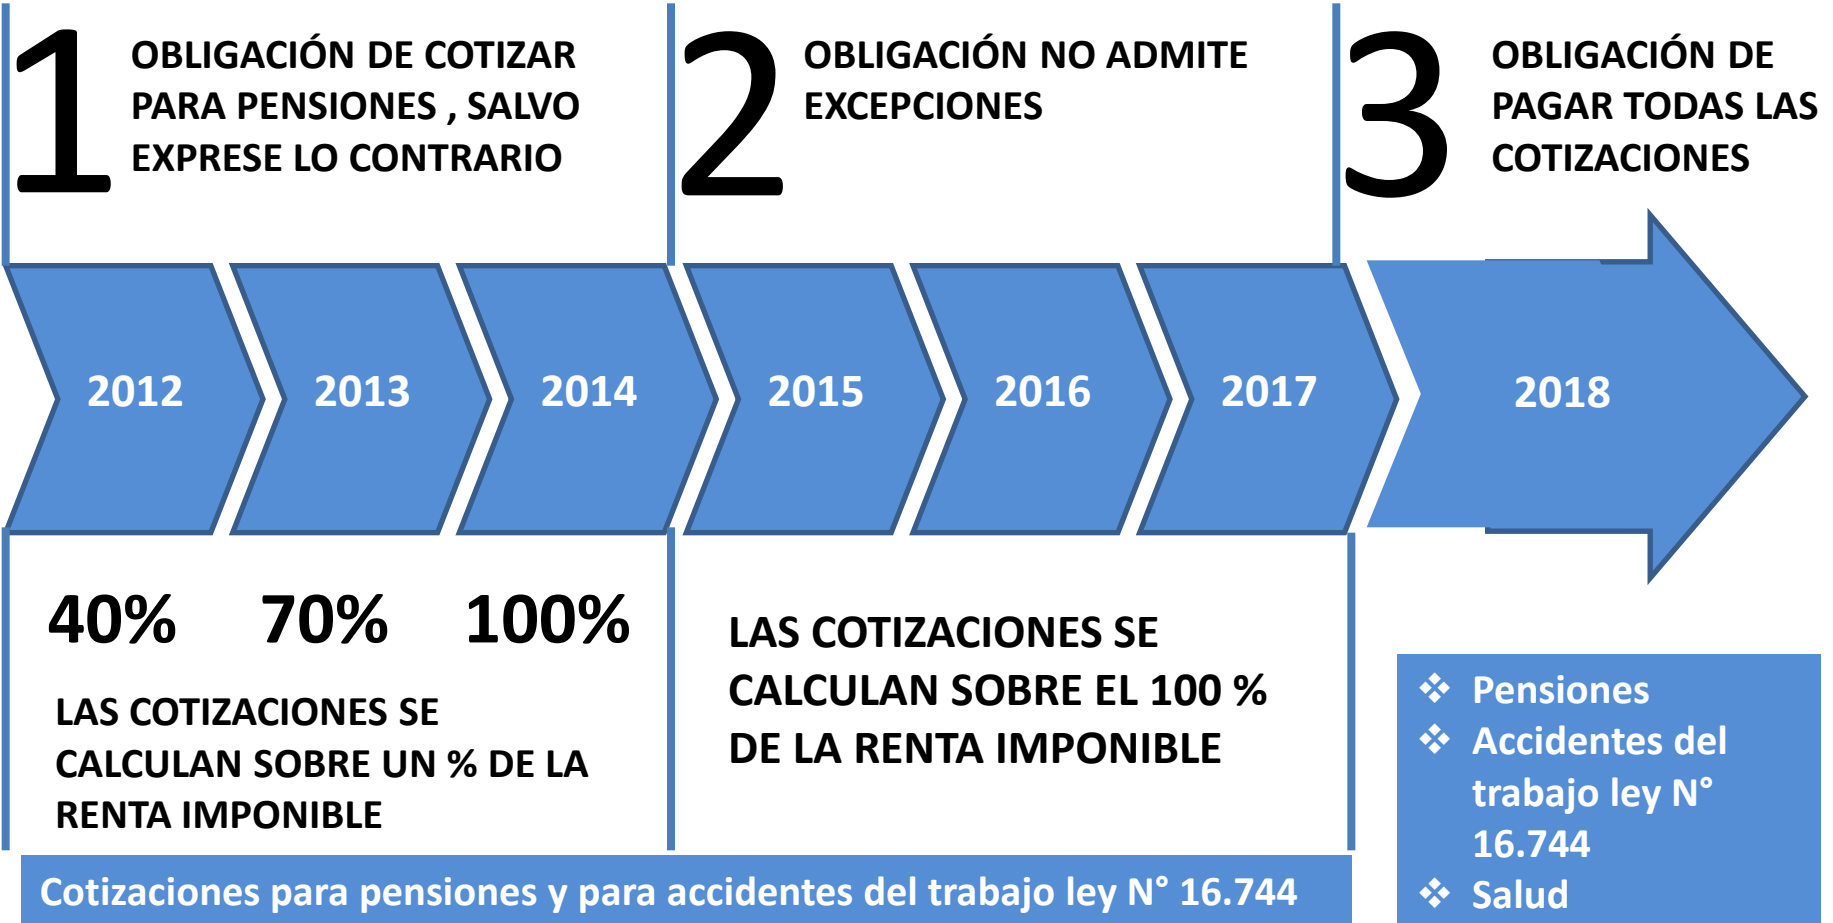 1
OBLIGACIÓN DE COTIZAR
PARA PENSIONES , SALVO
EXPRESE LO CONTRARIO
2
OBLIGACIÓN NO ADMITE
EXCEPCIONES
3
OBLIGACIÓN DE
PAGAR TODAS LAS
COTIZACIONES
2012
2013
2014
2015
2016
2017
2018
40%
70%
100%
LAS COTIZACIONES SE
CALCULAN SOBRE UN % DE LA
RENTA IMPONIBLE
LAS COTIZACIONES SE
CALCULAN SOBRE EL 100 %
DE LA RENTA IMPONIBLE
Cotizaciones para pensiones y para accidentes del trabajo ley N° 16.744
❖ Pensiones
❖ Accidentes del
trabajo ley N°
16.744
❖ Salud